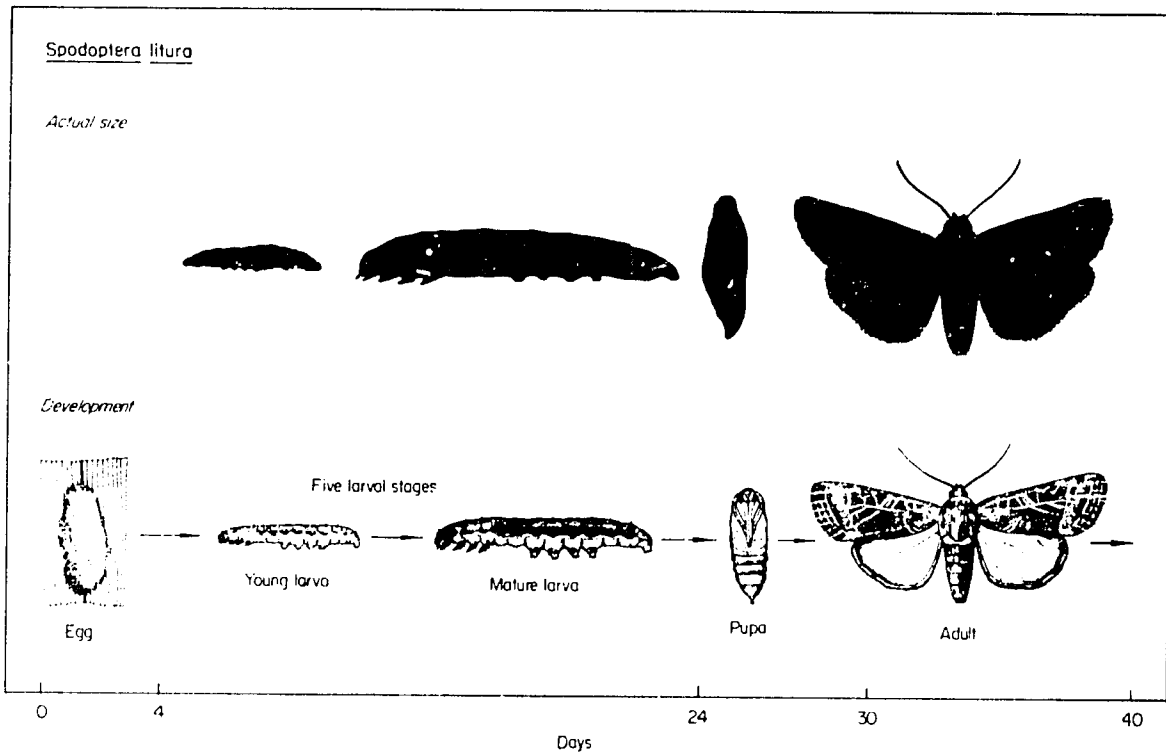 Spodoptera litura
Actual size
Development
Five larval stages
Young larva
Mature larva
Egg
Pupa
Adult
0 4 24 30 40
Days